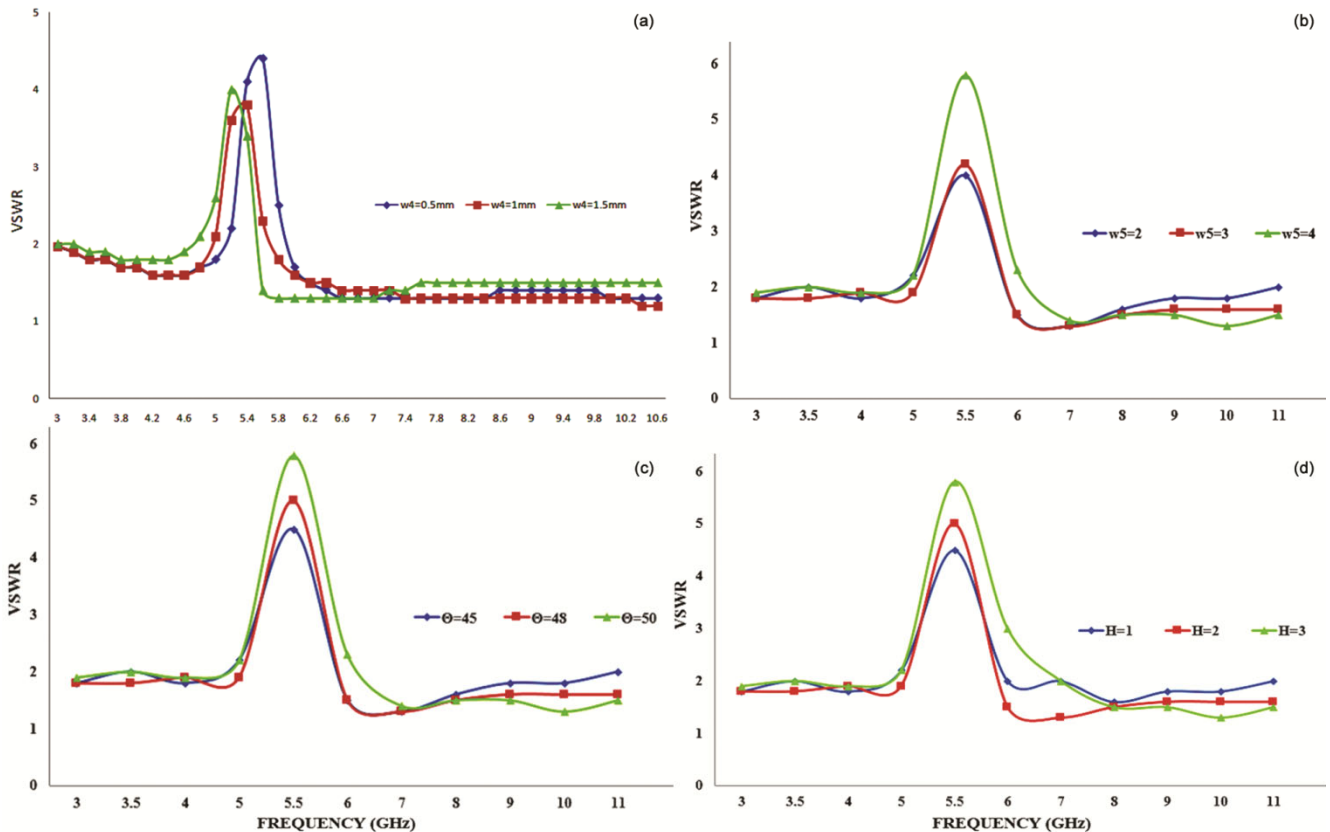 (a)
5
4
3
2
1
0
VSWR
w4=0.5mm w4=1mm w4=1.5mm
3 3.4 3.8 4.2 4.6 5 5.4 5.8 6.2 6.6 7 7.4 7.8 8.2 8.6 9 9.4 9.8 10.2 10.6
(b)
6
5
4
3
2
1
0
VSWR
w5=2 w5=3 w5=4
3 3.5 4 5 5.5 6 7 8 9 10 11
(c)
6
5
4
3
2
1
0
VSWR
Θ=45 Θ=48 Θ=50
3 3.5 4 5 5.5 6 7 8 9 10 11
FREQUENCY (GHz)
(d)
6
5
4
3
2
1
0
VSWR
H=1 H=2 H=3
3 3.5 4 5 5.5 6 7 8 9 10 11
FREQUENCY (GHz)